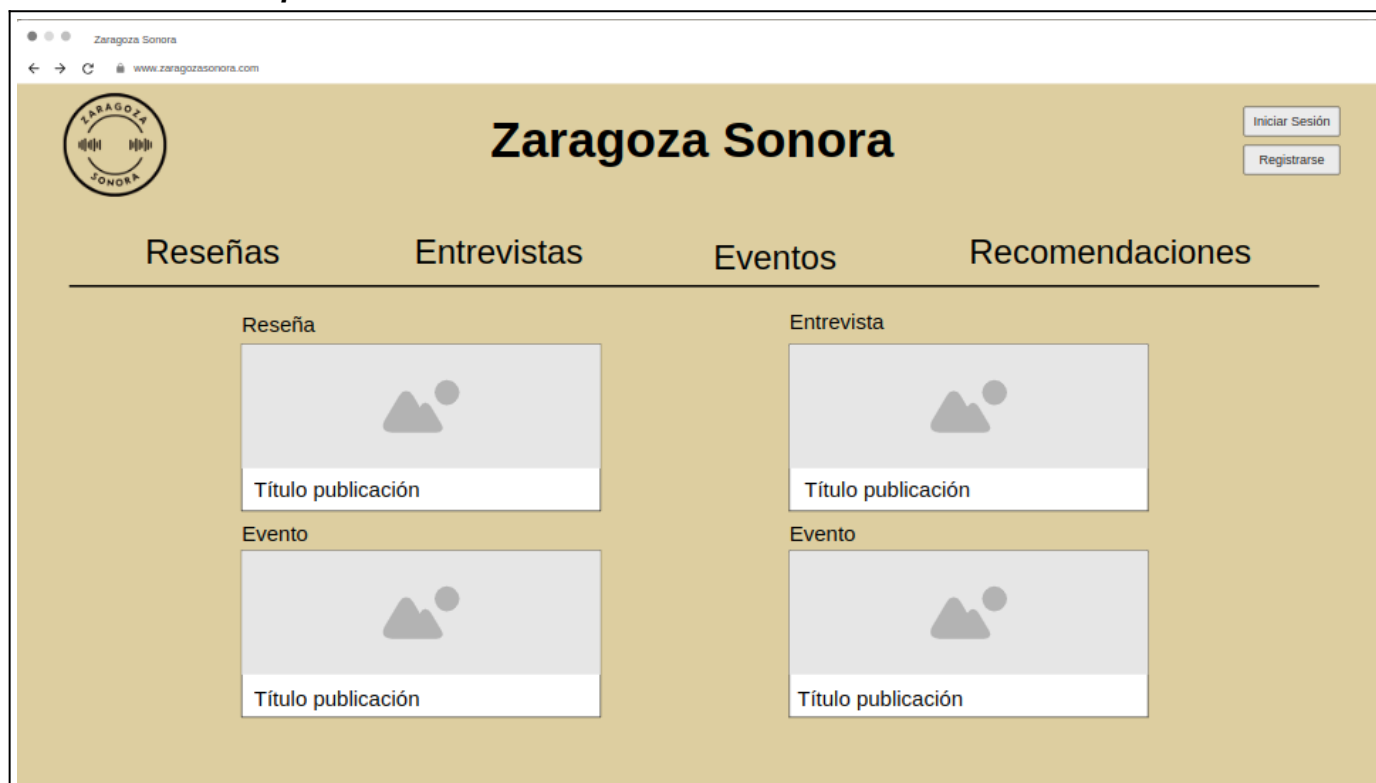 Zaragoza Sonora
www.zaragozasonora.com
ZARAGOZA
SONORA
Zaragoza Sonora
Iniciar Sesión
Registrarse
Reseñas Entrevistas Eventos Recomendaciones
Reseña Entrevista
Título publicación Título publicación
Evento Evento
Título publicación Título publicación